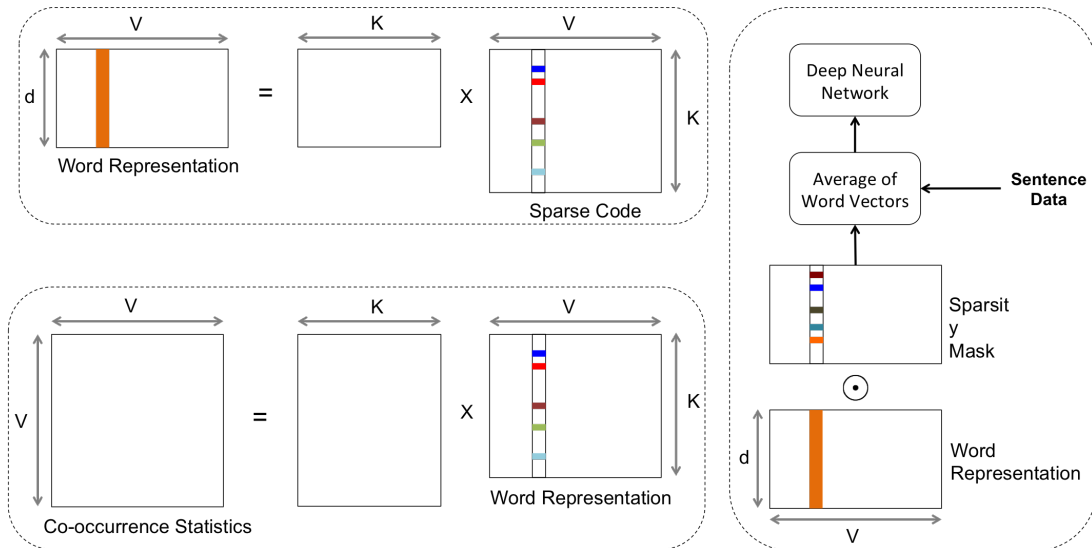 V
K
V
d
=
X
K
Word Representation
Sparse Code
V
K
V
V
=
X
K
Co-occurrence Statistics
Word Representation
Deep Neural
Network
Average of
Word Vectors
Sentence
Data
Sparsit
y
Mask
d
Word
Representation
V